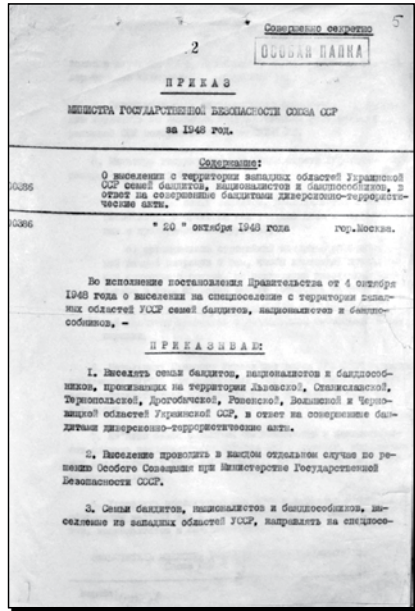 Совершенно секретно
5
2
ОСОБАЯ ПАПКА
ПРИКАЗ
МИНИСТРА ГОСУДАРСТВЕННОЙ БЕЗОПАСНОСТИ СОЮЗА ССР
за 1948 год.
Содержание:
О выселении с территории западных областей Украинской
00386 ССР семей бандитов, националистов и бандпособников, в
ответ на совершенные бандитами диверсионно-террористи-
ческие акты.
00386 " 20 " октября 1948 года гор.Москва.
Во исполнение постановления Правительства от 4 октября
1948 года о выселении на спецпоселение с территории запад-
ных областей УССР семей бандитов, националистов и бандпо-
собников, –
ПРИКАЗЫВАЮ:
1. Выселять семьи бандитов, националистов и бандпособ-
ников, проживающих на территории Львовской, Станиславской,
Тернопольской, Дрогобычской, Ровенской, Волынской и Черно-
вицкой областей Украинской ССР, в ответ на совершенные бан-
дитами диверсионно-террористические акты.
2. Выселение проводить в каждом отдельном случае по ре-
шению Особого Совещания при Министерстве Государственной
Безопасности СССР.
3. Семьи бандитов, националистов и бандпособников, вы-
селяемые из западных областей УССР, направлять на спецпосе-